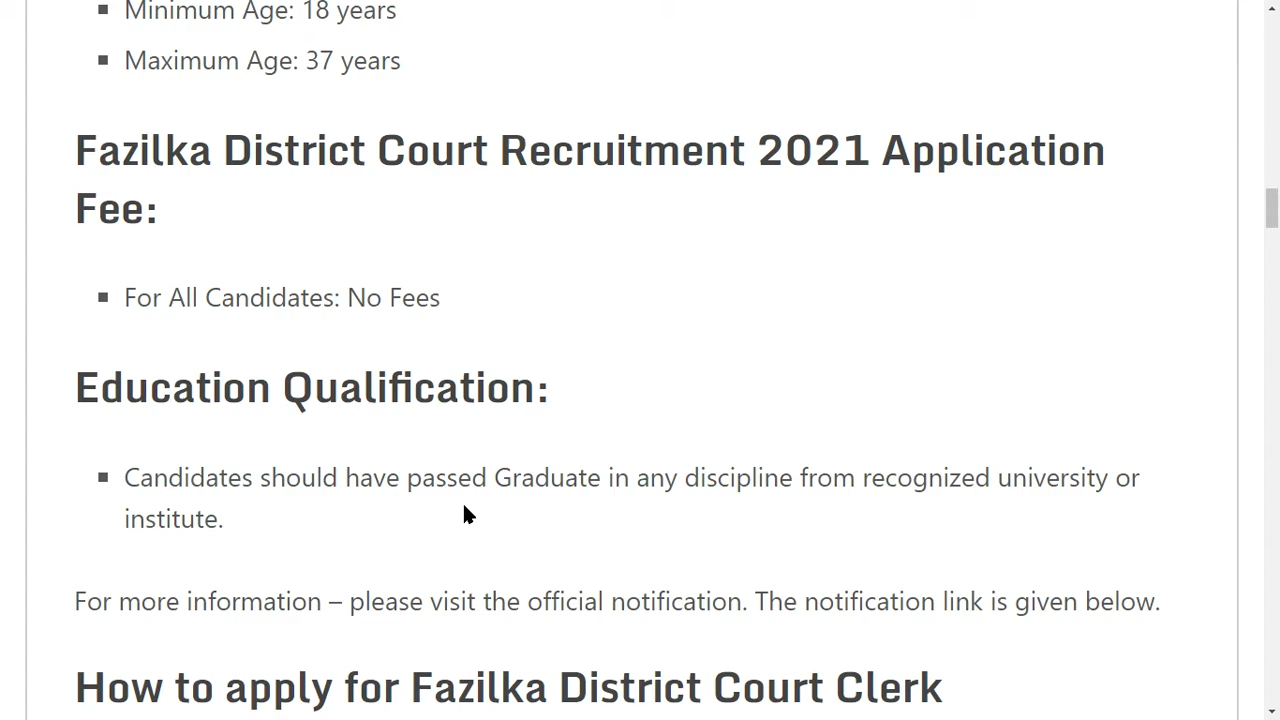 Minimum Age: 18 years
Maximum Age: 37 years
Fazilka District Court Recruitment 2021 Application
Fee:
For All Candidates: No Fees
Education Qualification:
Candidates should have passed Graduate in any discipline from recognized university or
institute.
For more information – please visit the official notification. The notification link is given below.
How to apply for Fazilka District Court Clerk